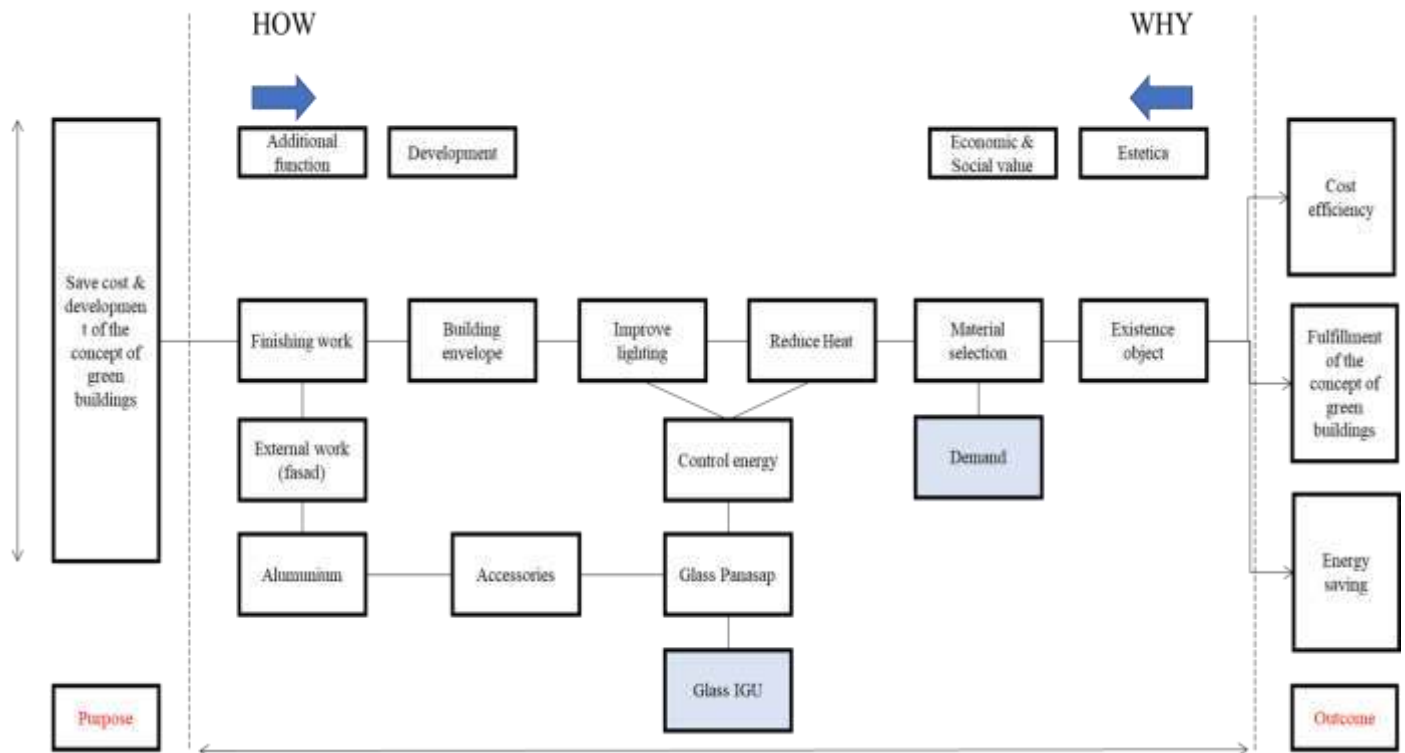 HOW
WHY
Additional
function
Development
Economic &
Social value
Estetica
Cost
efficiency
Save cost &
developmen
t of the
concept of
green
buildings
Finishing work
Building
envelope
Improve
lighting
Reduce Heat
Material
selection
Existence
object
Fulfillment
of the
concept of
green
buildings
External work
(fasad)
Control energy
Demand
Alumunium
Accessories
Glass Panasap
Energy
saving
Glass IGU
Purpose
Outcome